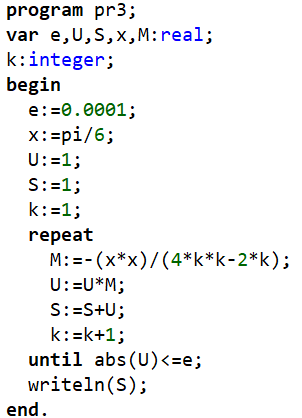 program pr3;
var e,U,S,x,M:real;
k:integer;
begin
e:=0.0001;
x:=pi/6;
U:=1;
S:=1;
k:=1;
repeat
M:=-(x*x)/(4*k*k-2*k);
U:=U*M;
S:=S+U;
k:=k+1;
until abs(U)<=e;
writeln(S);
end.